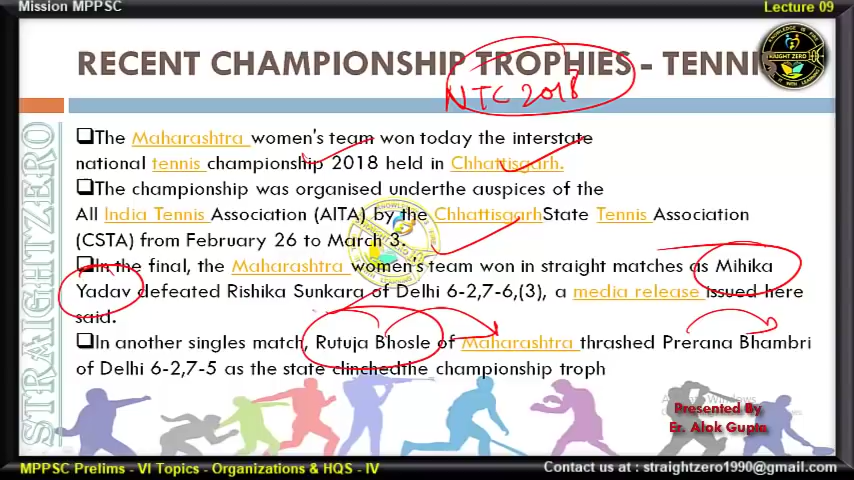 Mission MPPSC
Lecture 09
RECENT CHAMPIONSHIP TROPHIES - TENNI
NTC 2018
❑The Maharashtra women's team won today the interstate
national tennis championship 2018 held in Chhattisgarh.
❑The championship was organised underthe auspices of the
All India Tennis Association (AITA) by the ChhattisgarhState Tennis Association
(CSTA) from February 26 to March 3.
❑In the final, the Maharashtra women's team won in straight matches as Mihika
Yadav defeated Rishika Sunkara of Delhi 6-2,7-6,(3), a media release issued here
said.
❑In another singles match, Rutuja Bhosle of Maharashtra thrashed Prerana Bhambri
of Delhi 6-2,7-5 as the state clinchedthe championship troph
STRAIGHTZERO
Presented By
Er. Alok Gupta
MPPSC Prelims - VI Topics - Organizations & HQS - IV
Contact us at : straightzero1990@gmail.com